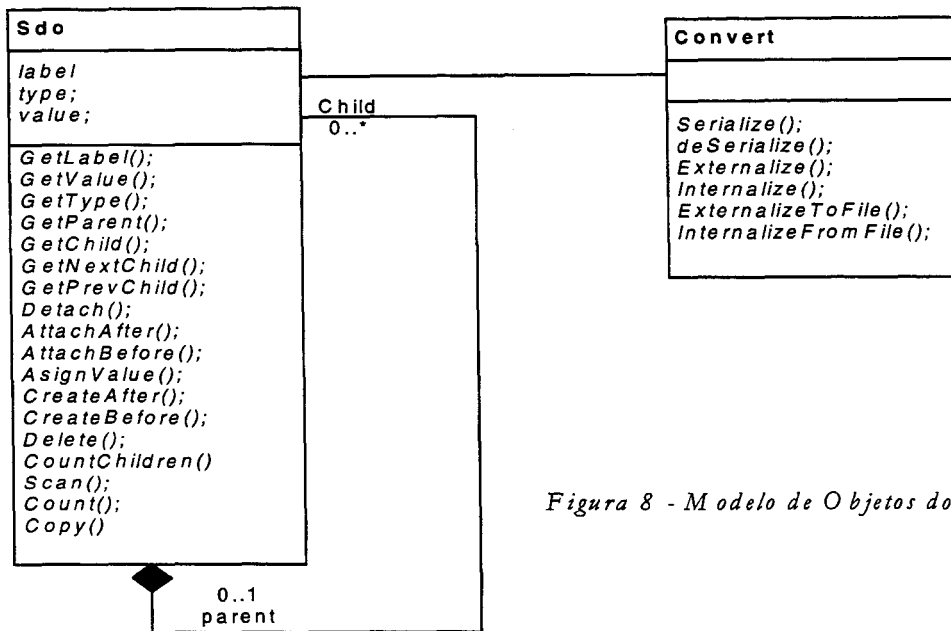 Sdo
label
type;
value;
GetLabel();
GetValue();
GetType();
GetParent();
GetChild();
GetNextChild();
GetPrevChild();
Detach();
AttachAfter();
AttachBefore();
AsignValue();
CreateAfter();
CreateBefore();
Delete();
CountChildren()
Scan();
Count();
Copy()
Child
0..*
0..1
parent
Convert
Serialize();
deSerialize();
Externalize();
Internalize();
ExternalizeToFile();
InternalizeFromFile();
Figura 8 - Modelo de Objetos do